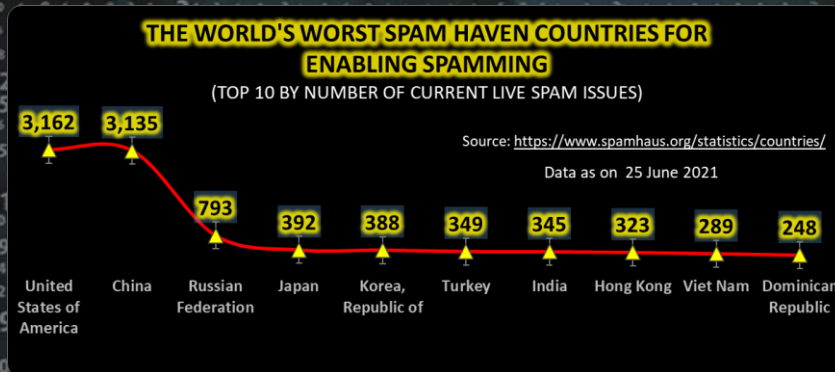 THE WORLD'S WORST SPAM HAVEN COUNTRIES FOR
ENABLING SPAMMING
(TOP 10 BY NUMBER OF CURRENT LIVE SPAM ISSUES)
3,162 3,135
Source: https://www.spamhaus.org/statistics/countries/
Data as on 25 June 2021
793 392 388 349 345 323 289 248
United States of America
China
Russian Federation
Japan
Korea, Republic of
Turkey
India
Hong Kong
Viet Nam
Dominican Republic